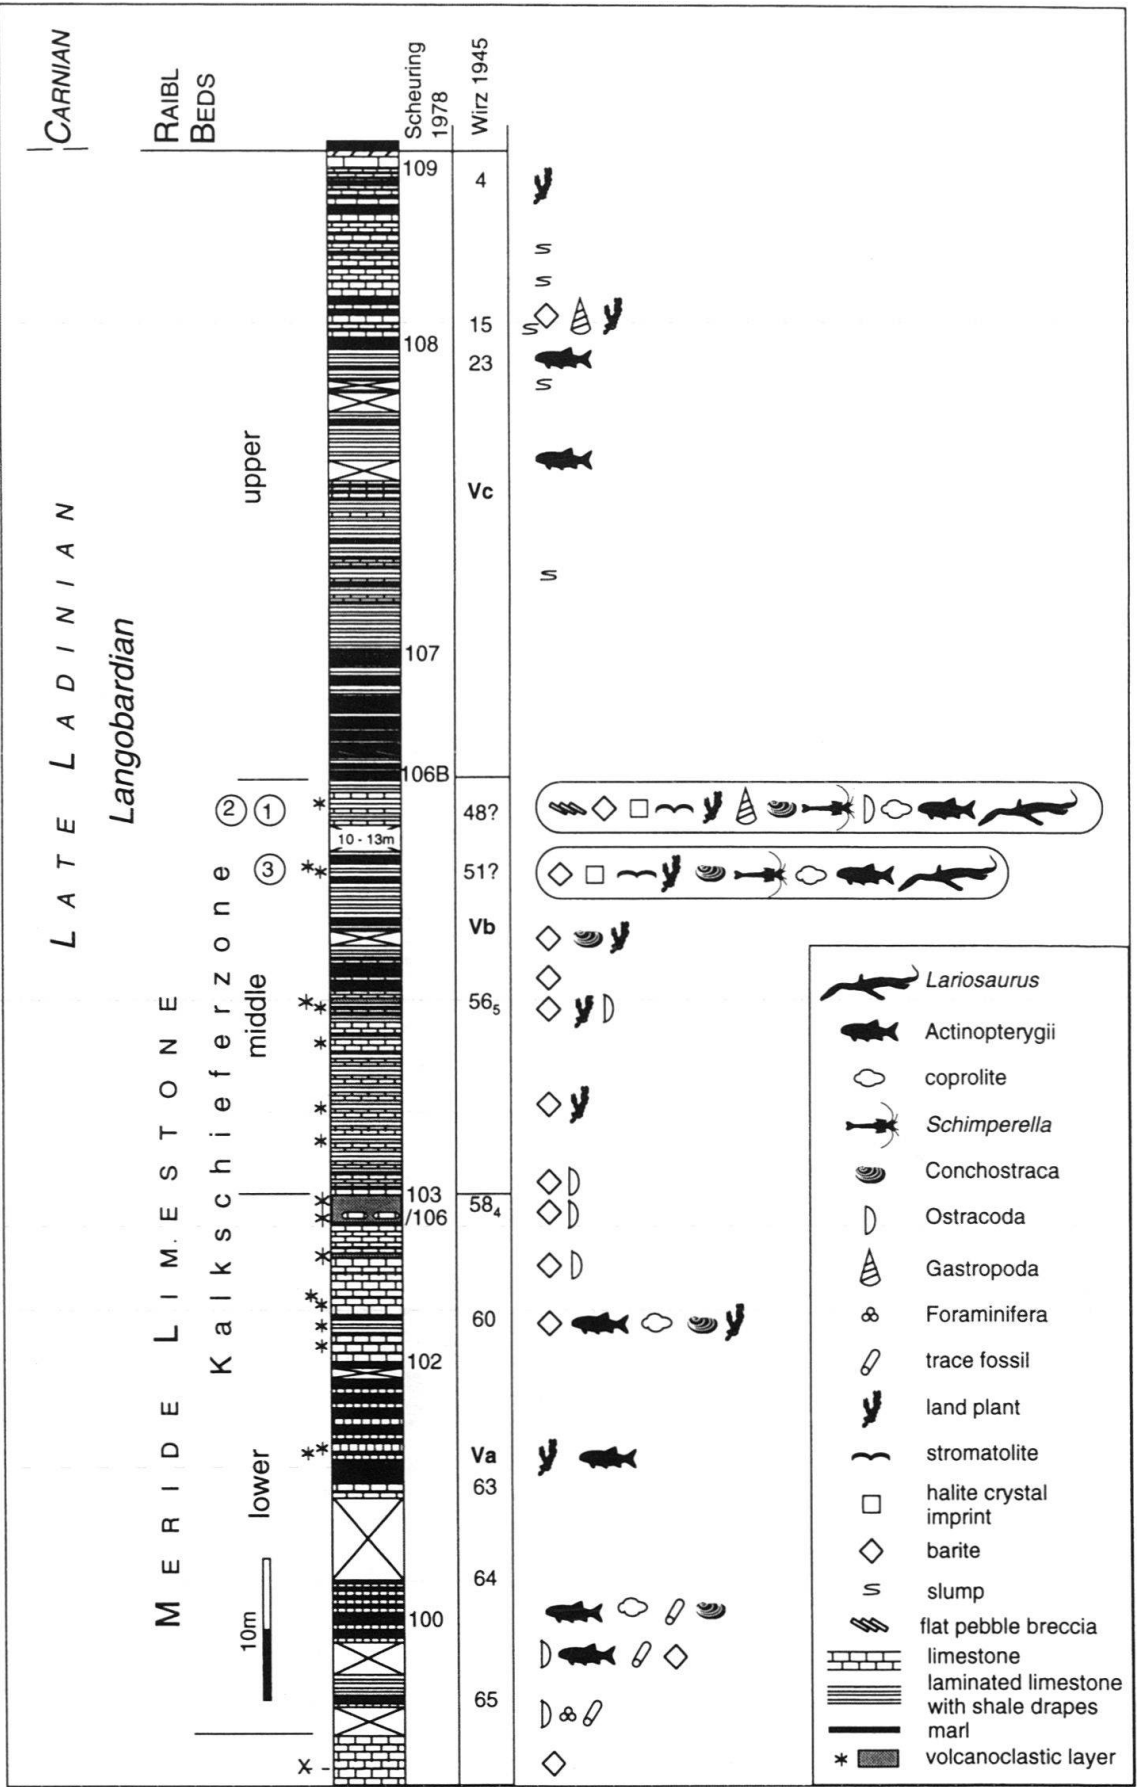 CARNIAN
RAIBL
BEDS
Scheuring
1978
Wirz 1945
LATE LADINIAN
Langobardian
MERIDE LIMESTONE
Kalkschieferzone
upper
middle
lower
109
4
15
108
23
Vc
107
106B
2 1
48?
10 - 13m
3
51?
Vb
56₅
103
/106
58₄
60
102
Va
63
64
100
10m
65
X
Lariosaurus
Actinopterygii
coprolite
Schimperella
Conchostraca
Ostracoda
Gastropoda
Foraminifera
trace fossil
land plant
stromatolite
halite crystal
imprint
barite
slump
flat pebble breccia
limestone
laminated limestone
with shale drapes
marl
volcanoclastic layer